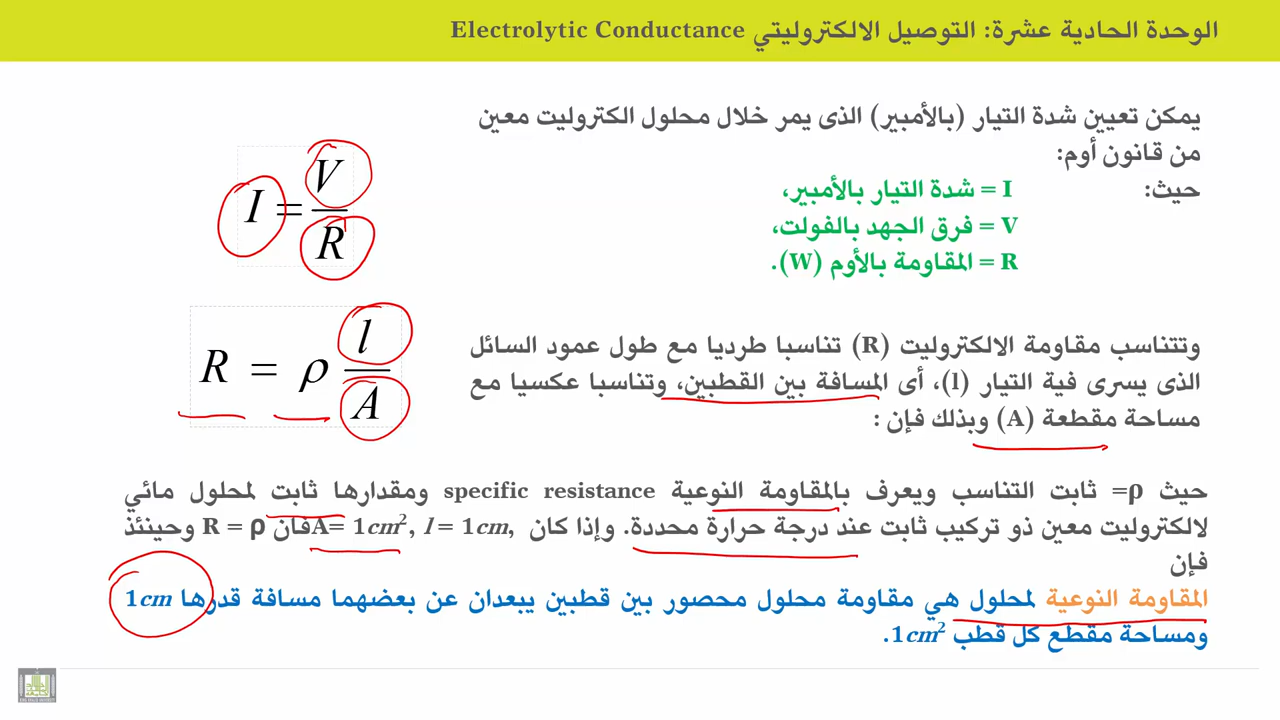 الوحدة الحادية عشرة: التوصيل الالكتروليتي Electrolytic Conductance
يمكن تعيين شدة التيار (بالأمبير) الذى يمر خلال محلول الكتروليت معين
من قانون أوم:
حيث:
I = شدة التيار بالأمبير،
V = فرق الجهد بالفولت،
R = المقاومة بالأوم (W).
I = V / R
وتتناسب مقاومة الالكتروليت (R) تناسبا طرديا مع طول عمود السائل
الذى يسرى فية التيار (l)، أى المسافة بين القطبين، وتناسبا عكسيا مع
مساحة مقطعة (A) وبذلك فإن :
R = ρ l / A
حيث ρ= ثابت التناسب ويعرف بالمقاومة النوعية specific resistance ومقدارها ثابت لمحلول مائي
لالكتروليت معين ذو تركيب ثابت عند درجة حرارة محددة. وإذا كان A= 1cm², l = 1cm, فان R = ρ وحينئذ
فإن
المقاومة النوعية لمحلول هي مقاومة محلول محصور بين قطبين يبعدان عن بعضهما مسافة قدرها 1cm
ومساحة مقطع كل قطب 1cm².